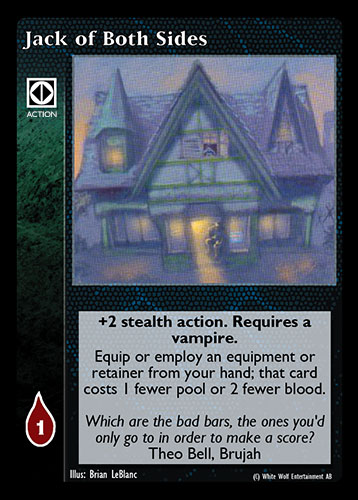 Jack of Both Sides
ACTION
+2 stealth action. Requires a
vampire.
Equip or employ an equipment or
retainer from your hand; that card
costs 1 fewer pool or 2 fewer blood.
Which are the bad bars, the ones you'd
only go to in order to make a score?
Theo Bell, Brujah
1
Illus: Brian LeBlanc
(C) White Wolf Entertainment AB